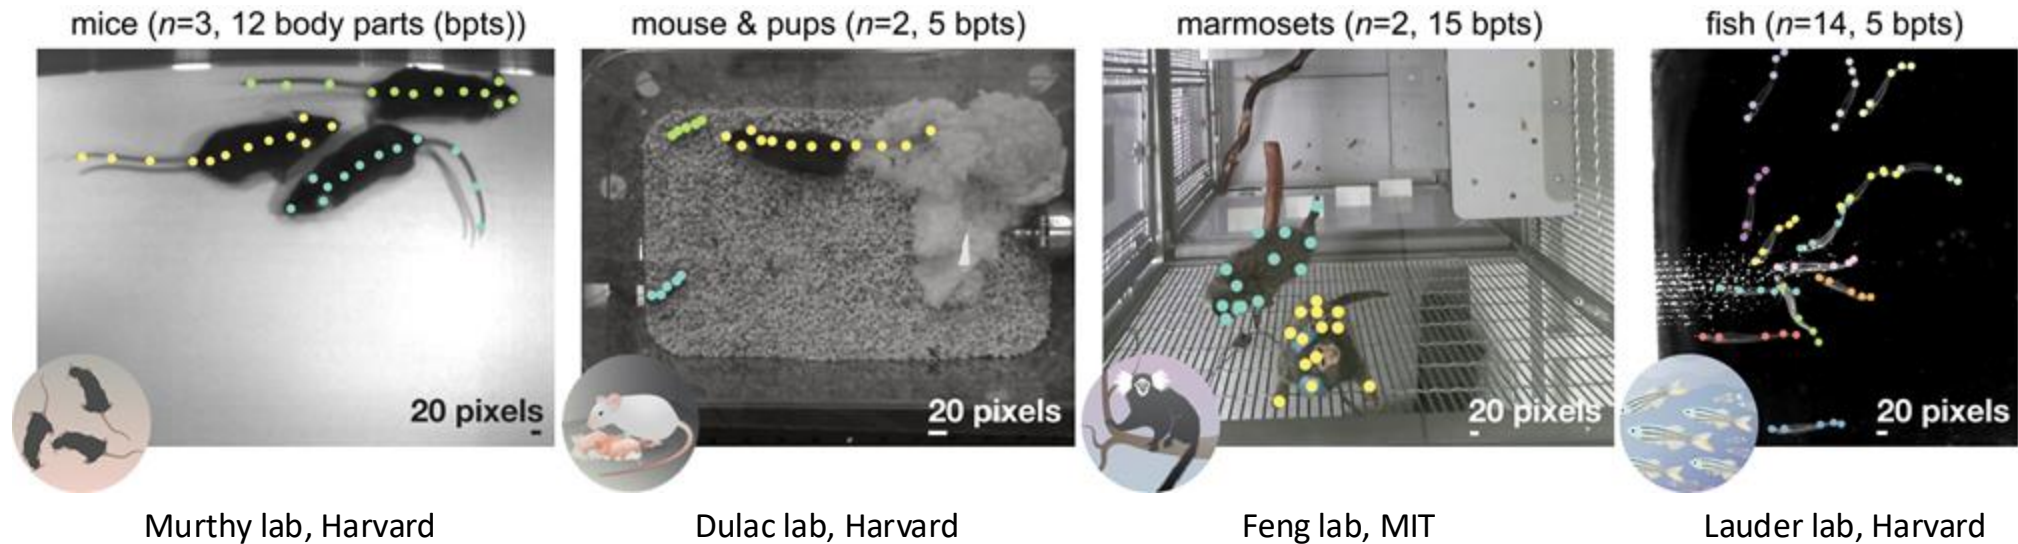 mice (n=3, 12 body parts (bpts))
mouse & pups (n=2, 5 bpts)
marmosets (n=2, 15 bpts)
fish (n=14, 5 bpts)
20 pixels
20 pixels
20 pixels
20 pixels
Murthy lab, Harvard
Dulac lab, Harvard
Feng lab, MIT
Lauder lab, Harvard